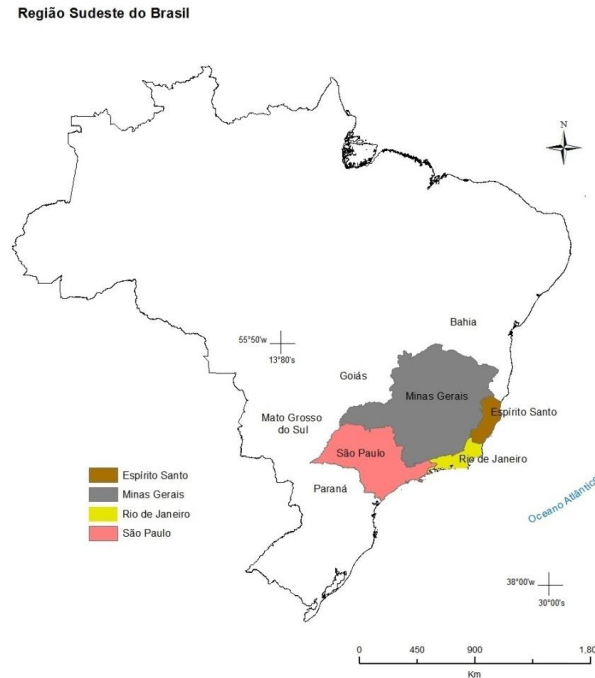 Região Sudeste do Brasil
N
Bahia
55°50'w
13°80's
Goiás
Minas Gerais
Mato Grosso
do Sul
Espírito Santo
São Paulo
Rio de Janeiro
Paraná
Espírito Santo
Minas Gerais
Rio de Janeiro
São Paulo
Oceano Atlântico
38°00'w
30°00's
0 450 900 1,80
Km